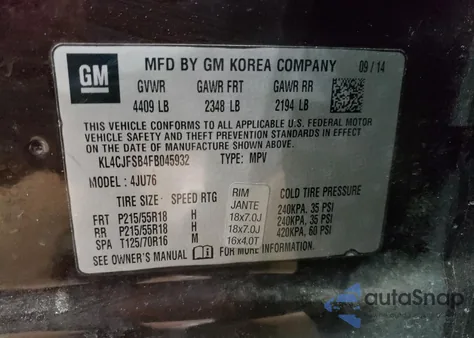 GM
MFD BY GM KOREA COMPANY 09/14
GVWR GAWR FRT GAWR RR
4409 LB 2348 LB 2194 LB
THIS VEHICLE CONFORMS TO ALL APPLICABLE U.S. FEDERAL MOTOR
VEHICLE SAFETY AND THEFT PREVENTION STANDARDS IN EFFECT ON
THE DATE OF MANUFACTURE SHOWN ABOVE.
KL4CJFSB4FB045932 TYPE: MPV
MODEL: 4JU76
TIRE SIZE SPEED RTG RIM JANTE COLD TIRE PRESSURE
FRT P215/55R18 H 18x7.0J 240KPA, 35 PSI
RR P215/55R18 H 18x7.0J 240KPA, 35 PSI
SPA T125/70R16 M 16x4.0T 420KPA, 60 PSI
SEE OWNER'S MANUAL FOR MORE INFORMATION.
autoSnap